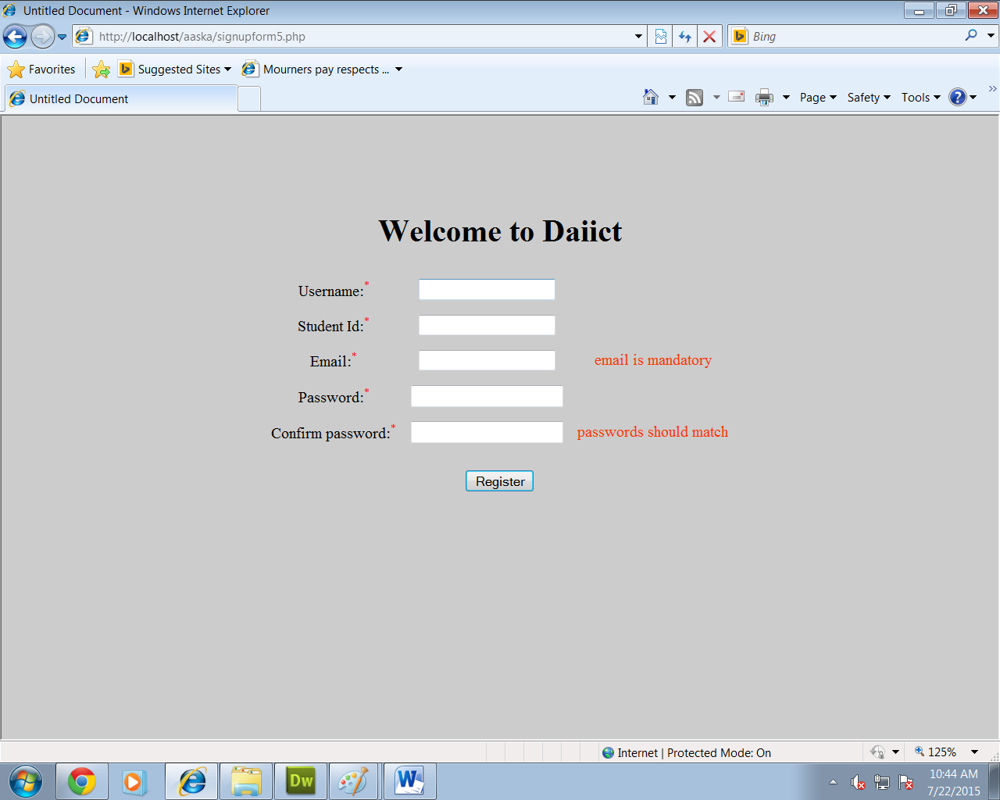 Untitled Document - Windows Internet Explorer
http://localhost/aaska/signupform5.php
Bing
Favorites
Suggested Sites
Mourners pay respects ...
Untitled Document
Page
Safety
Tools
?
»
Welcome to Daiict
Username:*
Student Id:*
Email:*
email is mandatory
Password:*
Confirm password:*
passwords should match
Register
Internet | Protected Mode: On
125%
Dw
W
10:44 AM
7/22/2015